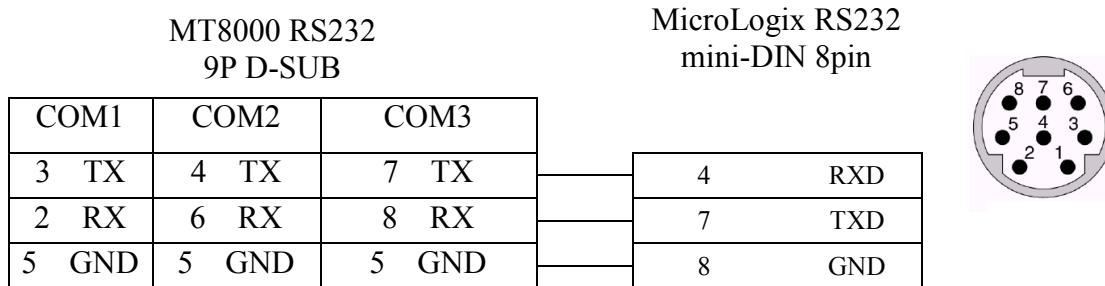 MT8000 RS232
9P D-SUB
MicroLogix RS232
mini-DIN 8pin
COM1 COM2 COM3
3 TX 4 TX 7 TX 4 RXD
2 RX 6 RX 8 RX 7 TXD
5 GND 5 GND 5 GND 8 GND
8 7 6
5 4 3
2 1